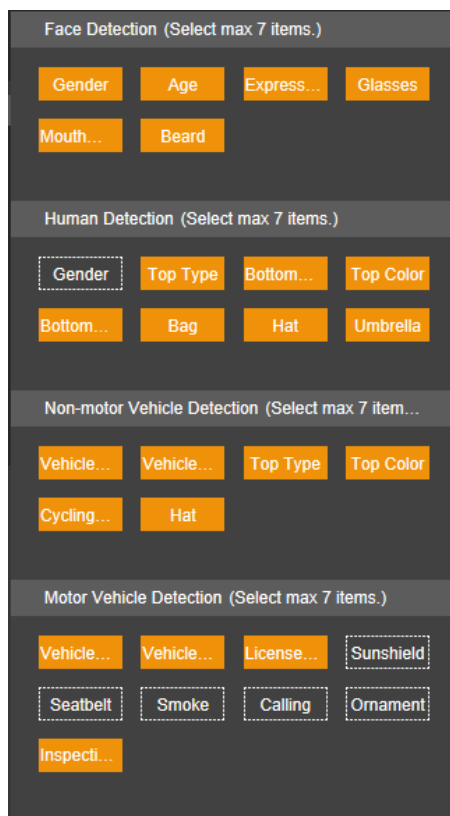 Face Detection (Select max 7 items.)
Gender Age Express... Glasses
Mouth... Beard
Human Detection (Select max 7 items.)
Gender Top Type Bottom... Top Color
Bottom... Bag Hat Umbrella
Non-motor Vehicle Detection (Select max 7 item...
Vehicle... Vehicle... Top Type Top Color
Cycling... Hat
Motor Vehicle Detection (Select max 7 items.)
Vehicle... Vehicle... License... Sunshield
Seatbelt Smoke Calling Ornament
Inspecti...